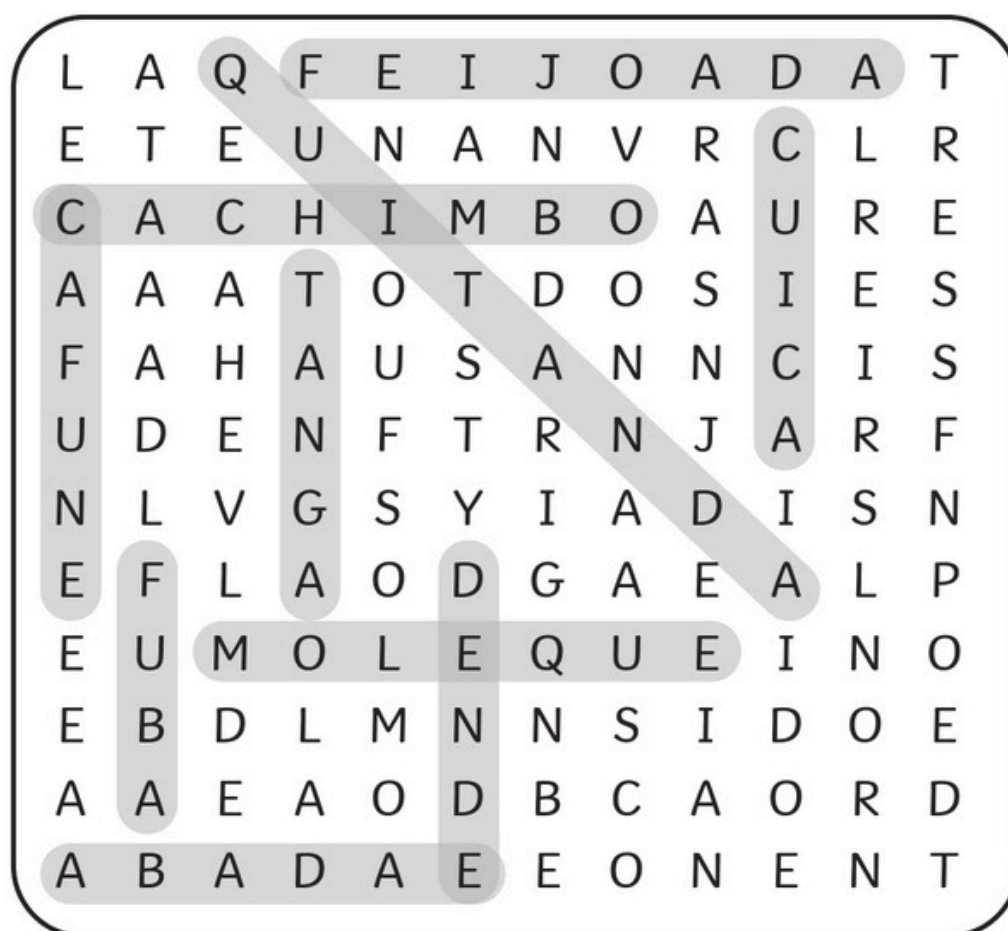 L A Q F E I J O A D A T
E T E U N A N V R C L R
C A C H I M B O A U R E
A A A T O T D O S I E S
F A H A U S A N N C I S
U D E N F T R N J A R F
N L V G S Y I A D I S N
E F L A O D G A E A L P
E U M O L E Q U E I N O
E B D L M N N S I D O E
A A E A O D B C A O R D
A B A D A E E O N E N T